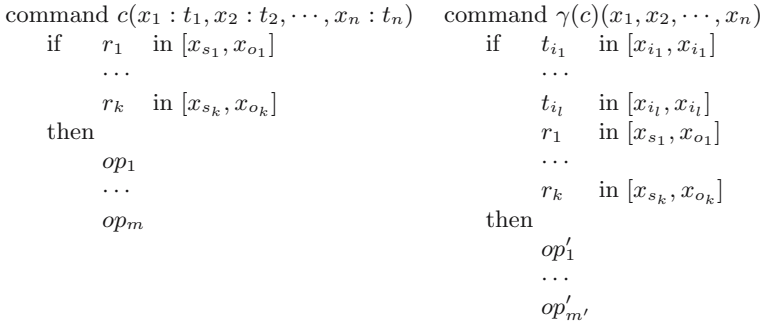 command c(x₁ : t₁, x₂ : t₂, ⋯, xₙ : tₙ)
if r₁ in [x_{s₁}, x_{o₁}]
⋯
r_k in [x_{s_k}, x_{o_k}]
then
op₁
⋯
op_m
command γ(c)(x₁, x₂, ⋯, xₙ)
if t_{i₁} in [x_{i₁}, x_{i₁}]
⋯
t_{i_l} in [x_{i_l}, x_{i_l}]
r₁ in [x_{s₁}, x_{o₁}]
⋯
r_k in [x_{s_k}, x_{o_k}]
then
op′₁
⋯
op′_{m′}